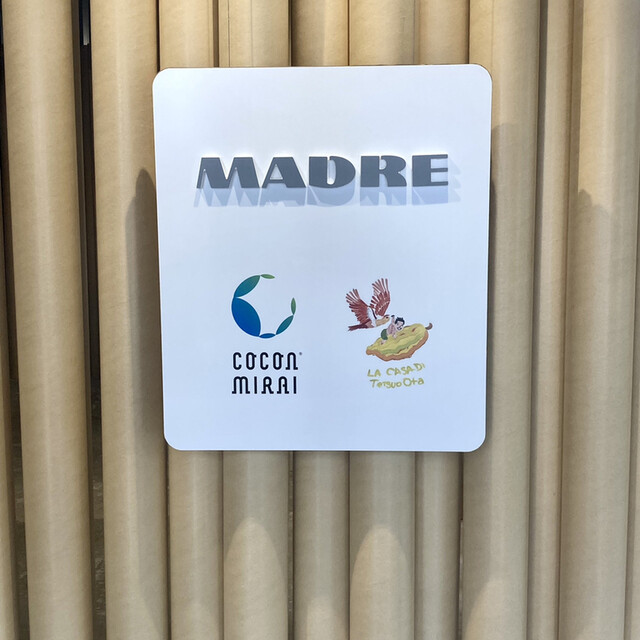 MADRE
COCON®
MIRAI
LA CASA DI
Tetsuo Ota